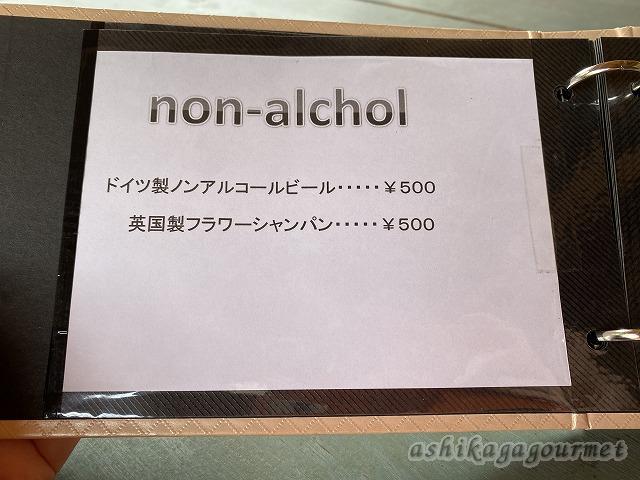 non-alchol
ドイツ製ノンアルコールビール・・・・・￥500
英国製フラワーシャンパン・・・・・￥500
ashikagagourmet